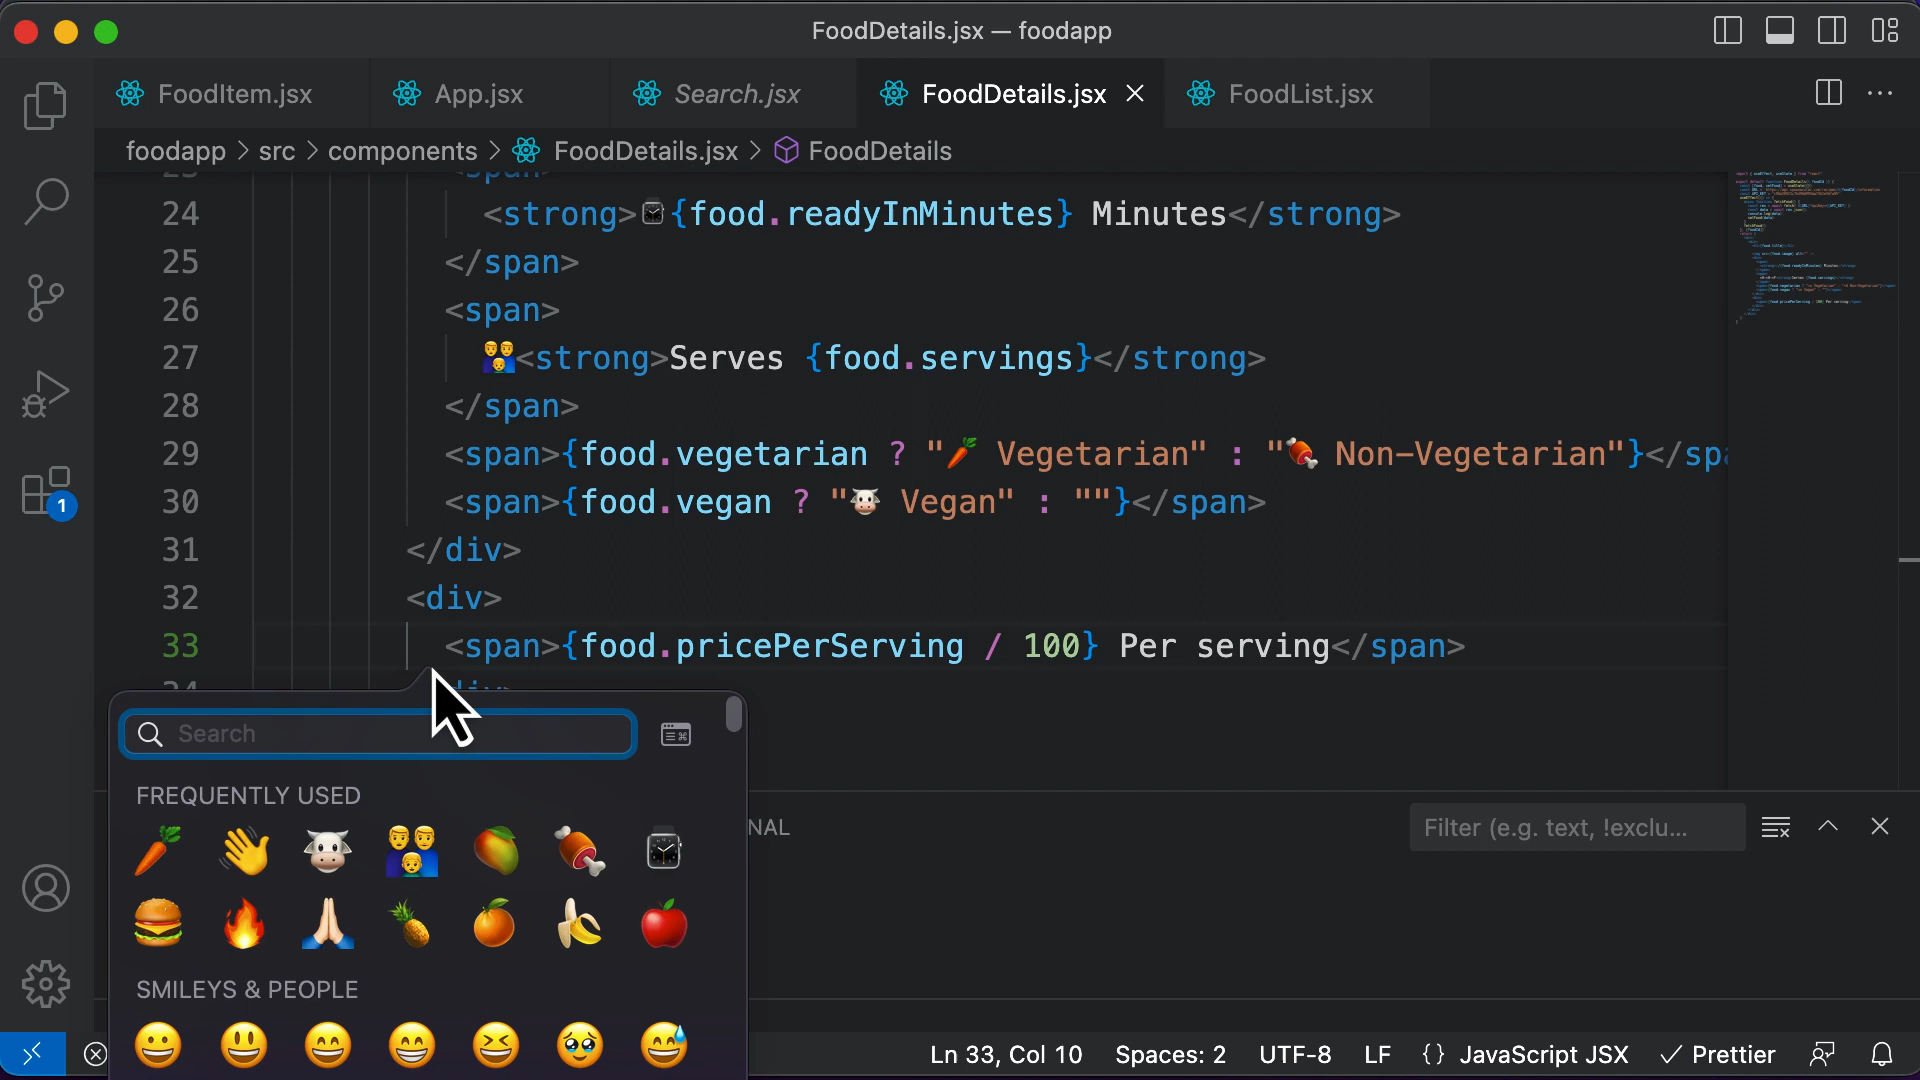 FoodDetails.jsx — foodapp
FoodItem.jsx
App.jsx
Search.jsx
FoodDetails.jsx
FoodList.jsx
foodapp > src > components > FoodDetails.jsx > FoodDetails
24 <strong>{food.readyInMinutes} Minutes</strong>
25 </span>
26 <span>
27 👨‍👨‍👦<strong>Serves {food.servings}</strong>
28 </span>
29 <span>{food.vegetarian ? "🥕 Vegetarian" : "🍖 Non-Vegetarian"}</spa
30 <span>{food.vegan ? "🐮 Vegan" : ""}</span>
31 </div>
32 <div>
33 <span>{food.pricePerServing / 100} Per serving</span>
1
Search
FREQUENTLY USED
SMILEYS & PEOPLE
NAL
Filter (e.g. text, !exclu...
Ln 33, Col 10
Spaces: 2
UTF-8
LF
{} JavaScript JSX
Prettier